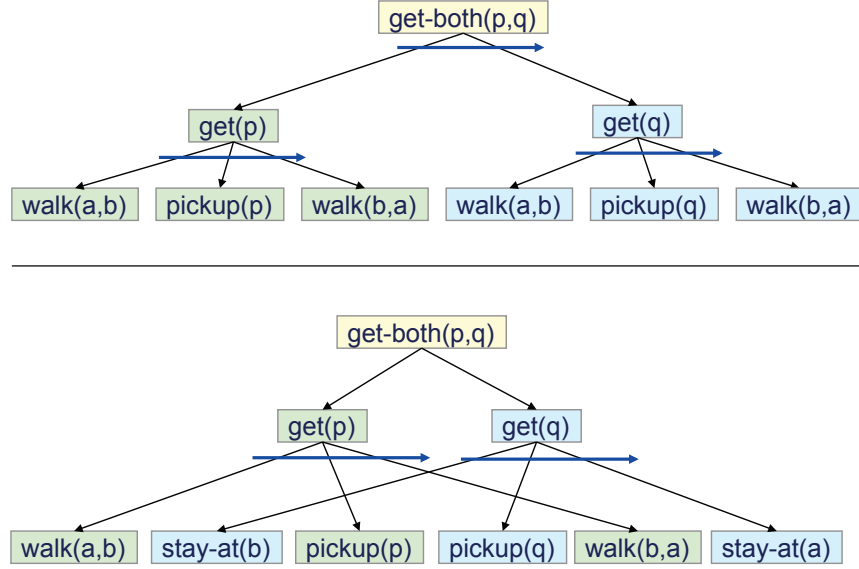 get-both(p,q)
get(p)
get(q)
walk(a,b)
pickup(p)
walk(b,a)
walk(a,b)
pickup(q)
walk(b,a)
get-both(p,q)
get(p)
get(q)
walk(a,b)
stay-at(b)
pickup(p)
pickup(q)
walk(b,a)
stay-at(a)